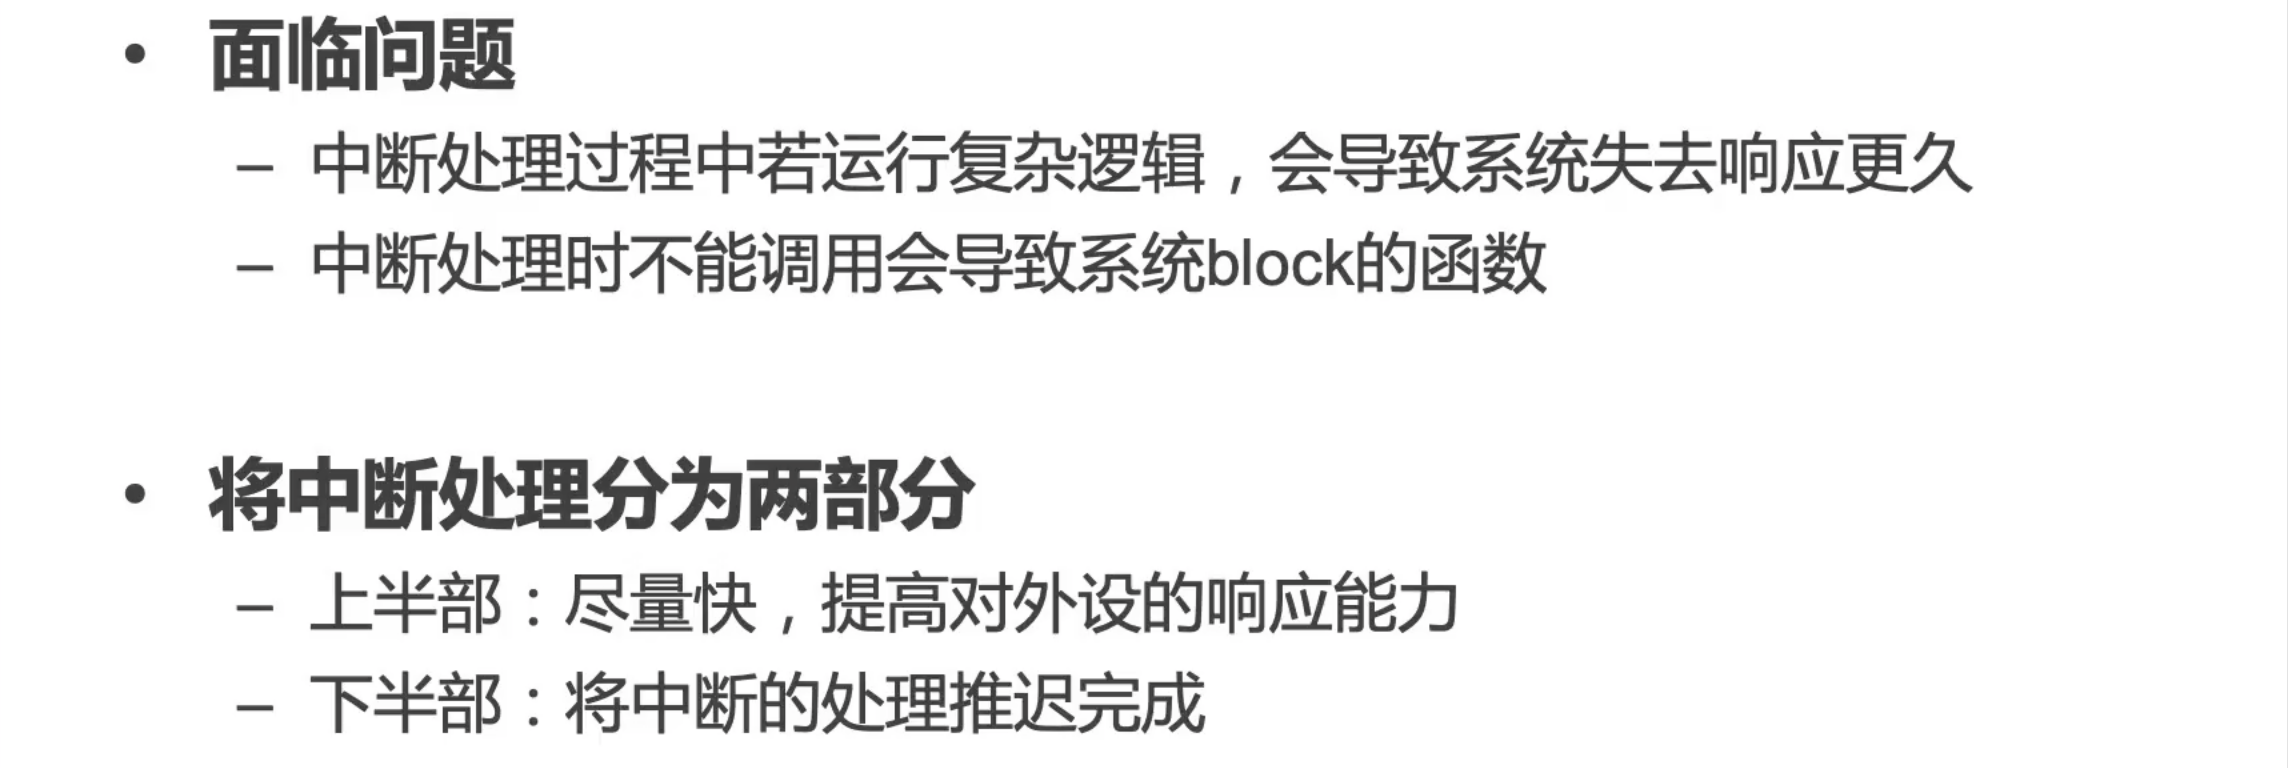 • 面临问题
– 中断处理过程中若运行复杂逻辑，会导致系统失去响应更久
– 中断处理时不能调用会导致系统block的函数
• 将中断处理分为两部分
– 上半部：尽量快，提高对外设的响应能力
– 下半部：将中断的处理推迟完成